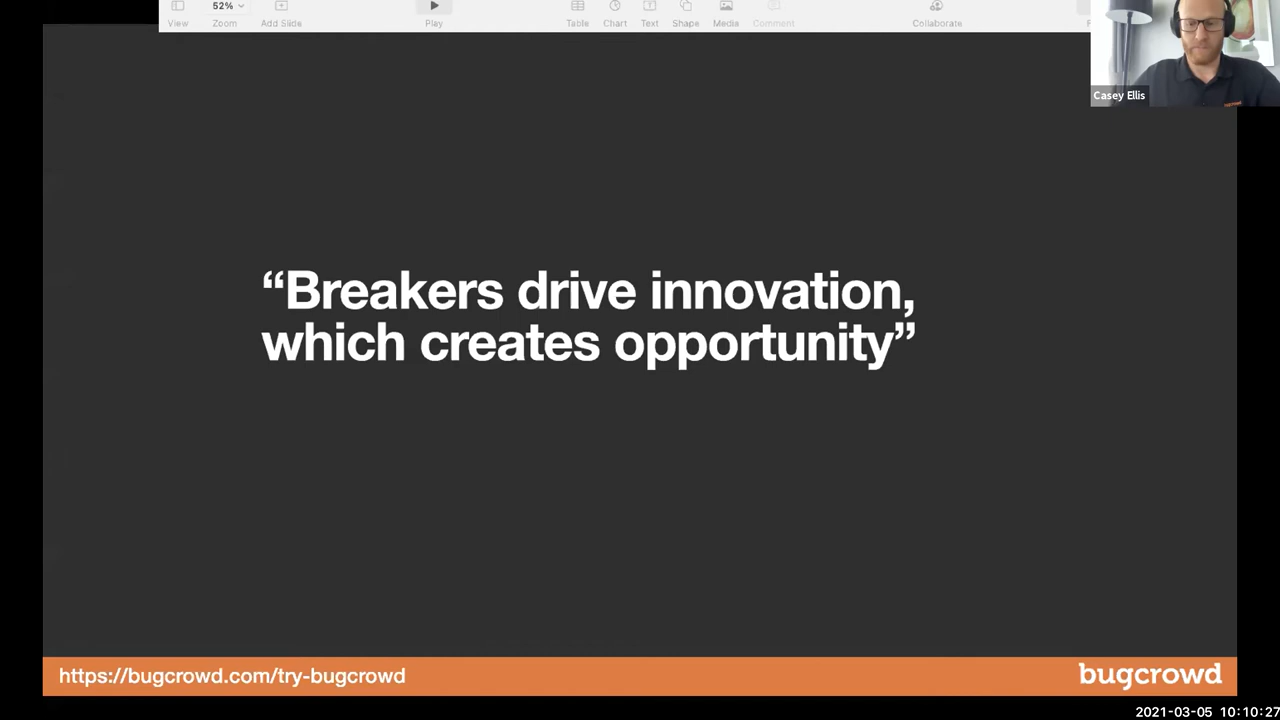 52%
View
Zoom
Add Slide
Play
Table
Chart
Text
Shape
Media
Comment
Collaborate
Casey Ellis
“Breakers drive innovation,
which creates opportunity”
https://bugcrowd.com/try-bugcrowd
bugcrowd
2021-03-05 10:10:27